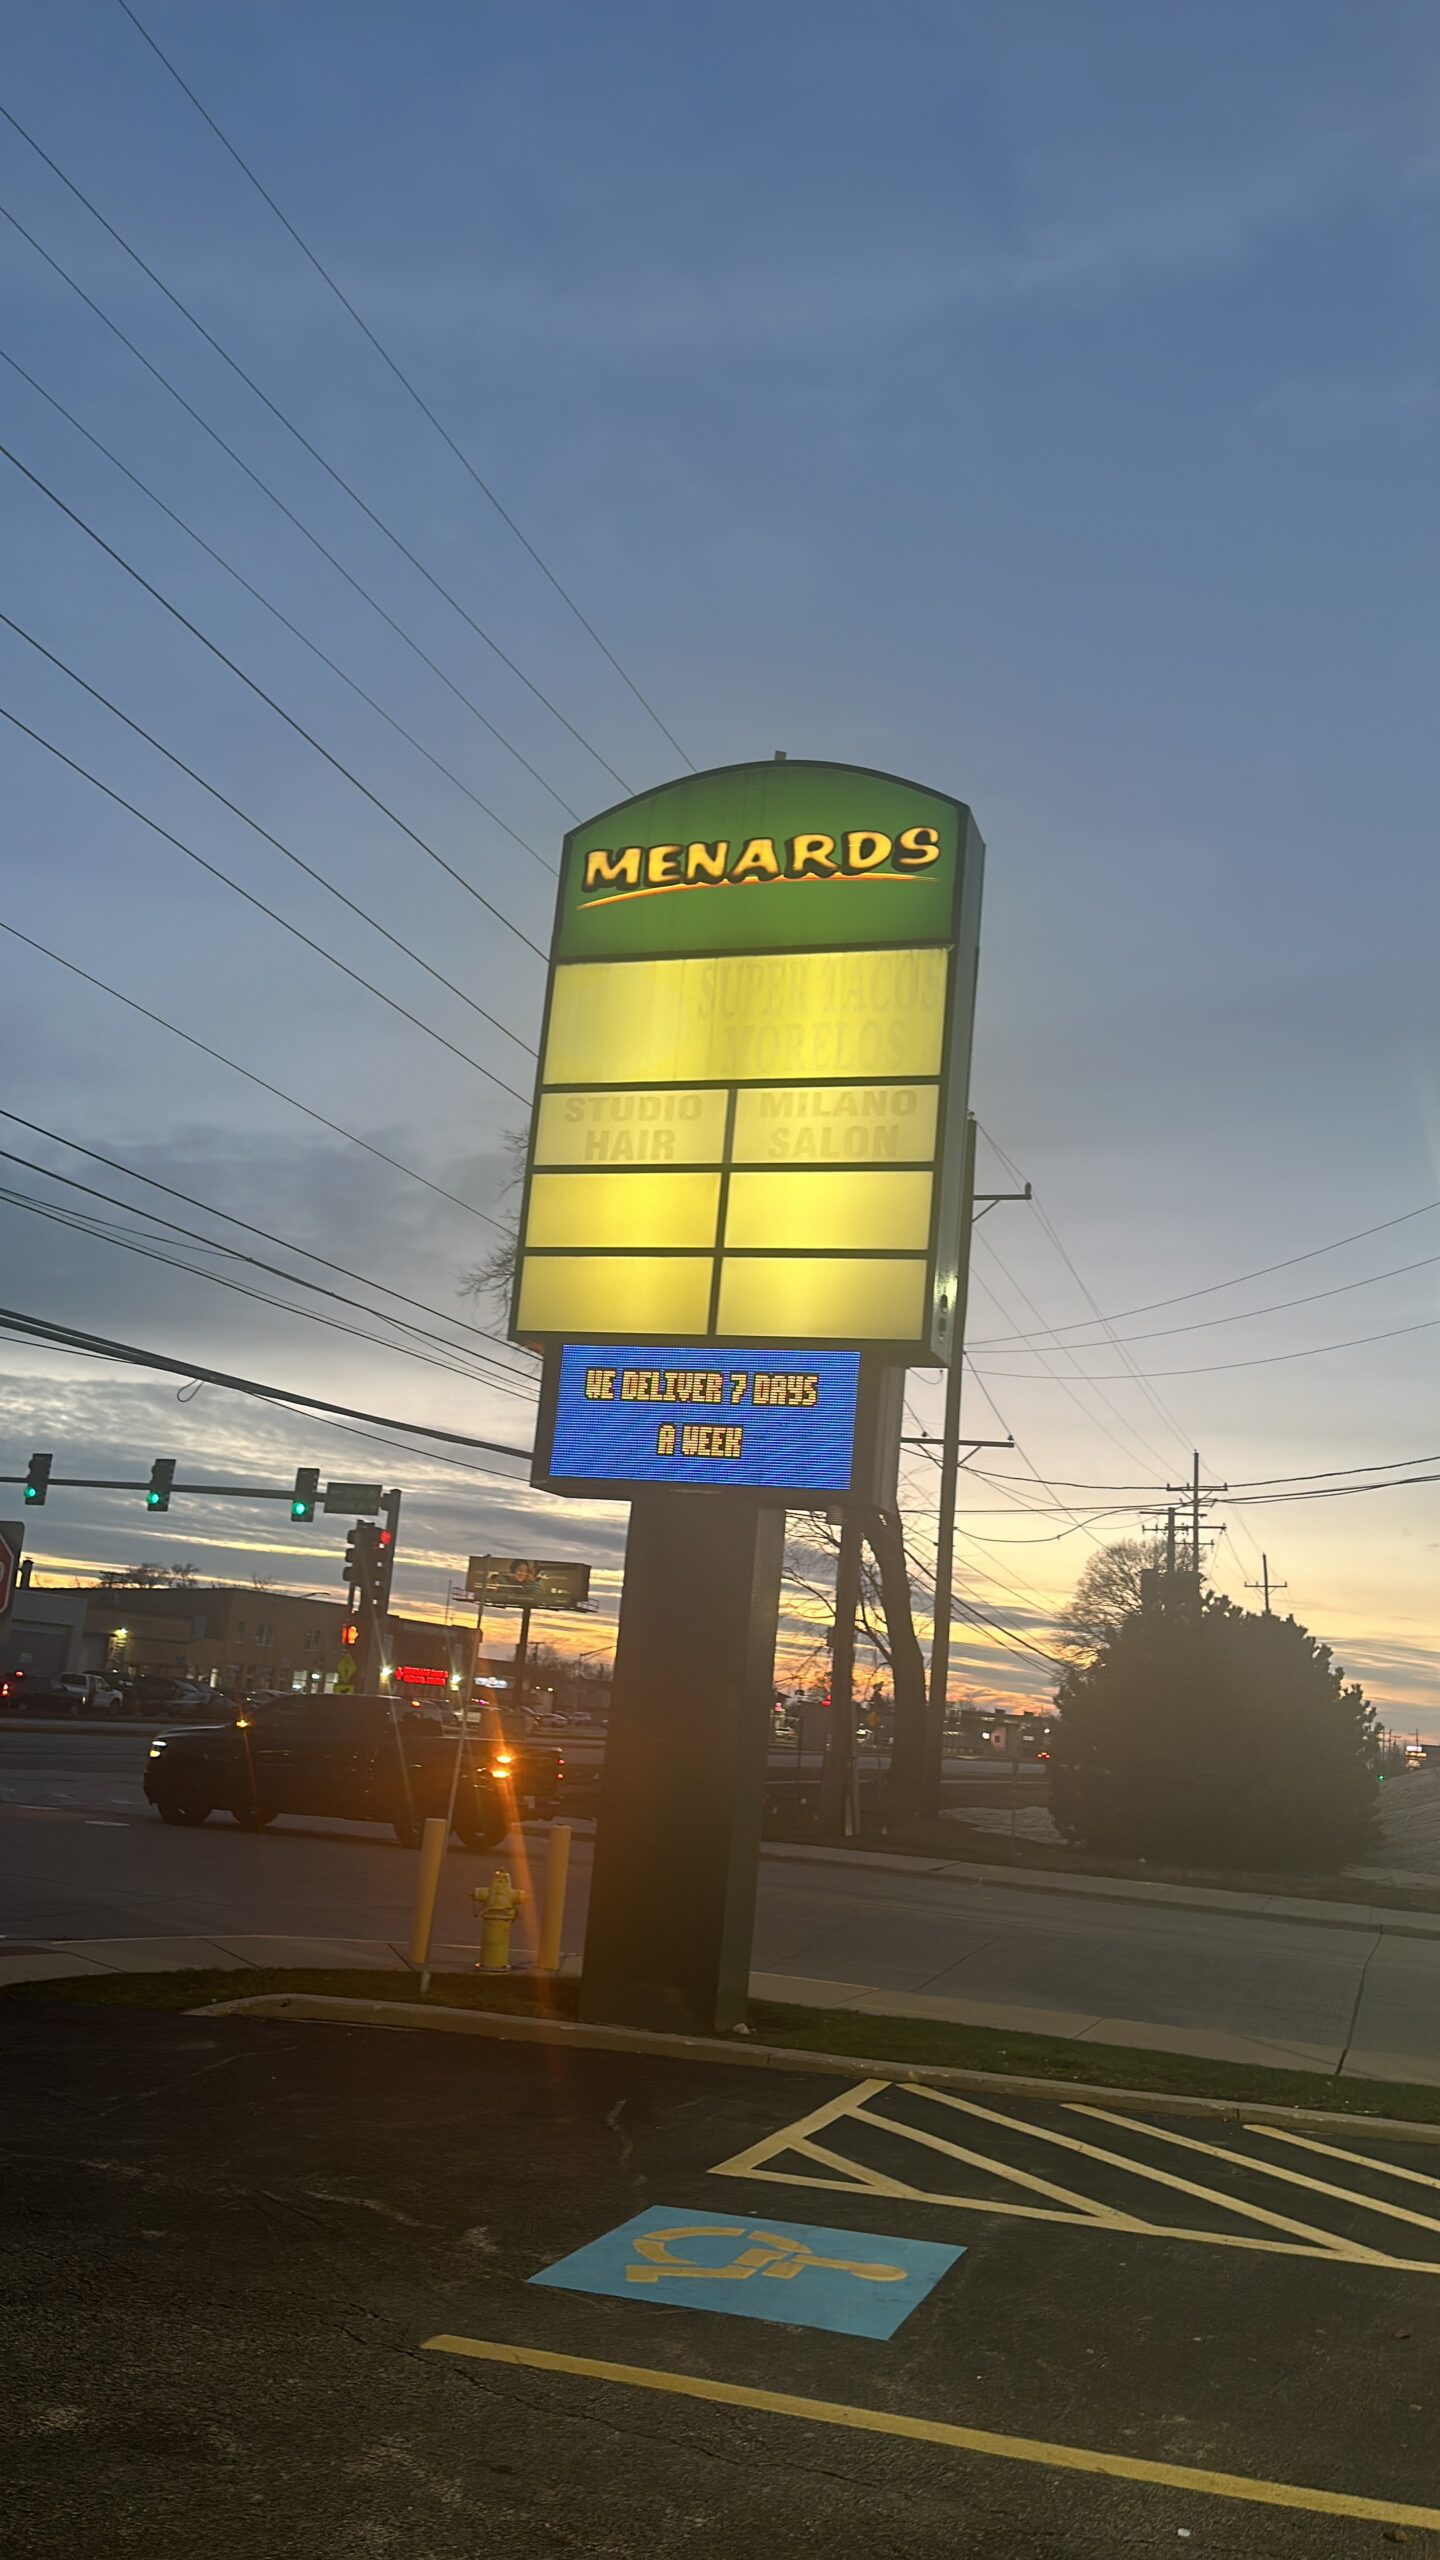 MENARDS
SUPER TACOS
MORELOS
STUDIO
HAIR
MILANO
SALON
WE DELIVER 7 DAYS
A WEEK